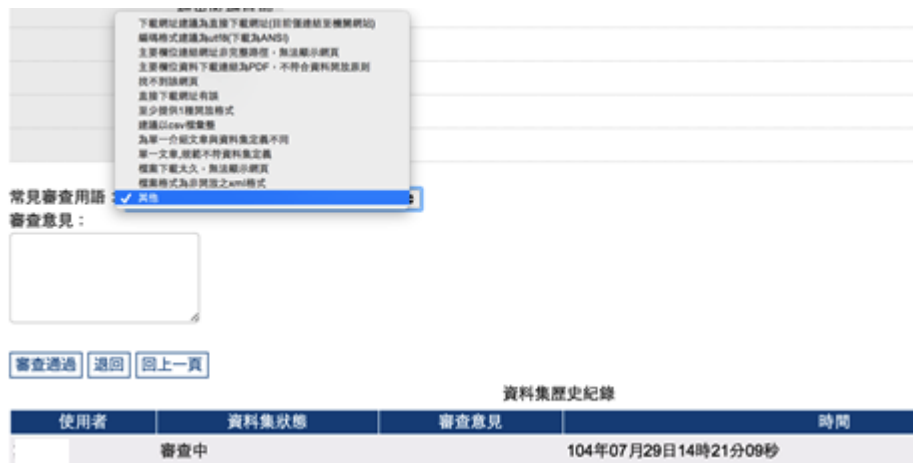 下載網址建議為直接下載網址(目前僅連結至機關網站)
編碼格式建議為utf8(下載為ANSI)
主要欄位連結網址非完整路徑，無法顯示網頁
主要欄位資料下載連結為PDF，不符合資料開放原則
找不到該網頁
直接下載網址有誤
至少提供1種開放格式
建議以csv檔彙整
為單一介紹文章與資料集定義不同
單一文章,規範不符資料集定義
檔案下載太久，無法顯示網頁
檔案格式為非開放之xml格式
常見審查用語：✓ 其他
審查意見：
審查通過 退回 回上一頁
資料集歷史紀錄
使用者 資料集狀態 審查意見 時間
審查中 104年07月29日14時21分09秒